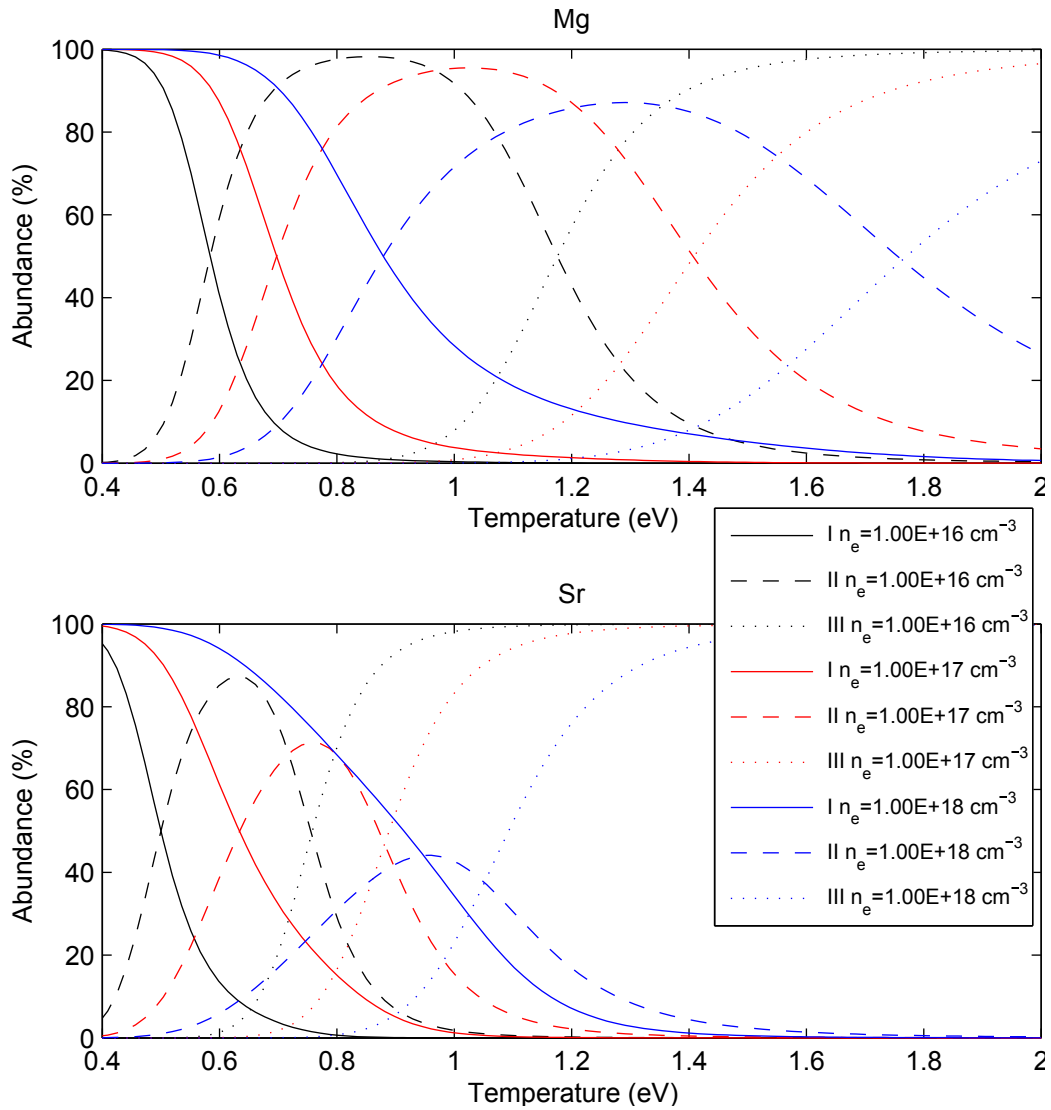 Mg
100
80
60
40
20
0
Abundance (%)
0.4 0.6 0.8 1 1.2 1.4 1.6 1.8 2
Temperature (eV)
I n_e=1.00E+16 cm⁻³
II n_e=1.00E+16 cm⁻³
III n_e=1.00E+16 cm⁻³
I n_e=1.00E+17 cm⁻³
II n_e=1.00E+17 cm⁻³
III n_e=1.00E+17 cm⁻³
I n_e=1.00E+18 cm⁻³
II n_e=1.00E+18 cm⁻³
III n_e=1.00E+18 cm⁻³
Sr
100
80
60
40
20
0
Abundance (%)
0.4 0.6 0.8 1 1.2 1.4 1.6 1.8 2
Temperature (eV)